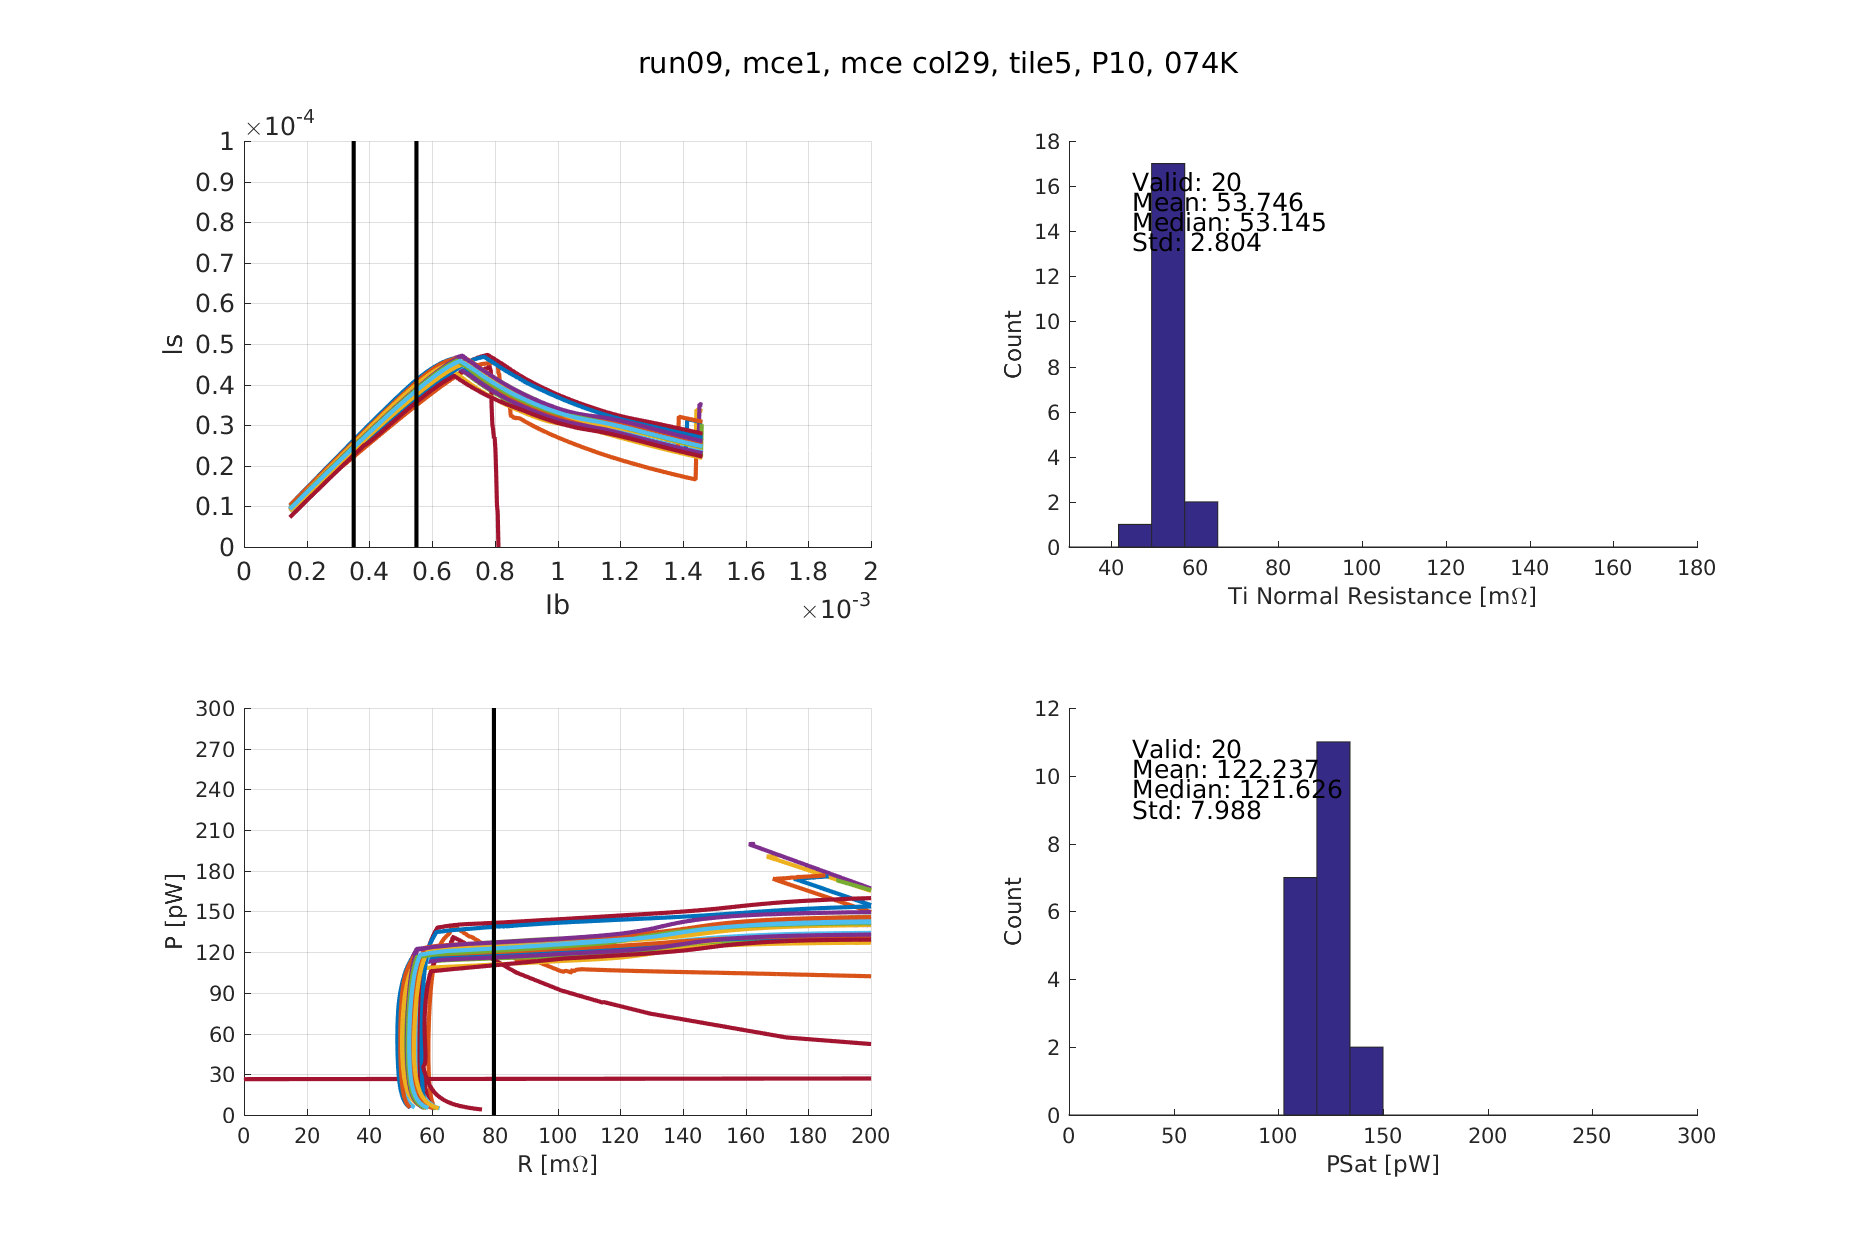 run09, mce1, mce col29, tile5, P10, 074K
×10-4
1
0.9
0.8
0.7
0.6
0.5
0.4
0.3
0.2
0.1
0
Is
0 0.2 0.4 0.6 0.8 1 1.2 1.4 1.6 1.8 2
Ib
×10-3
18
16
14
12
10
8
6
4
2
0
Count
Valid: 20
Mean: 53.746
Median: 53.145
Std: 2.804
40 60 80 100 120 140 160 180
Ti Normal Resistance [mΩ]
300
270
240
210
180
150
120
90
60
30
0
P [pW]
0 20 40 60 80 100 120 140 160 180 200
R [mΩ]
12
10
8
6
4
2
0
Count
Valid: 20
Mean: 122.237
Median: 121.626
Std: 7.988
0 50 100 150 200 250 300
PSat [pW]